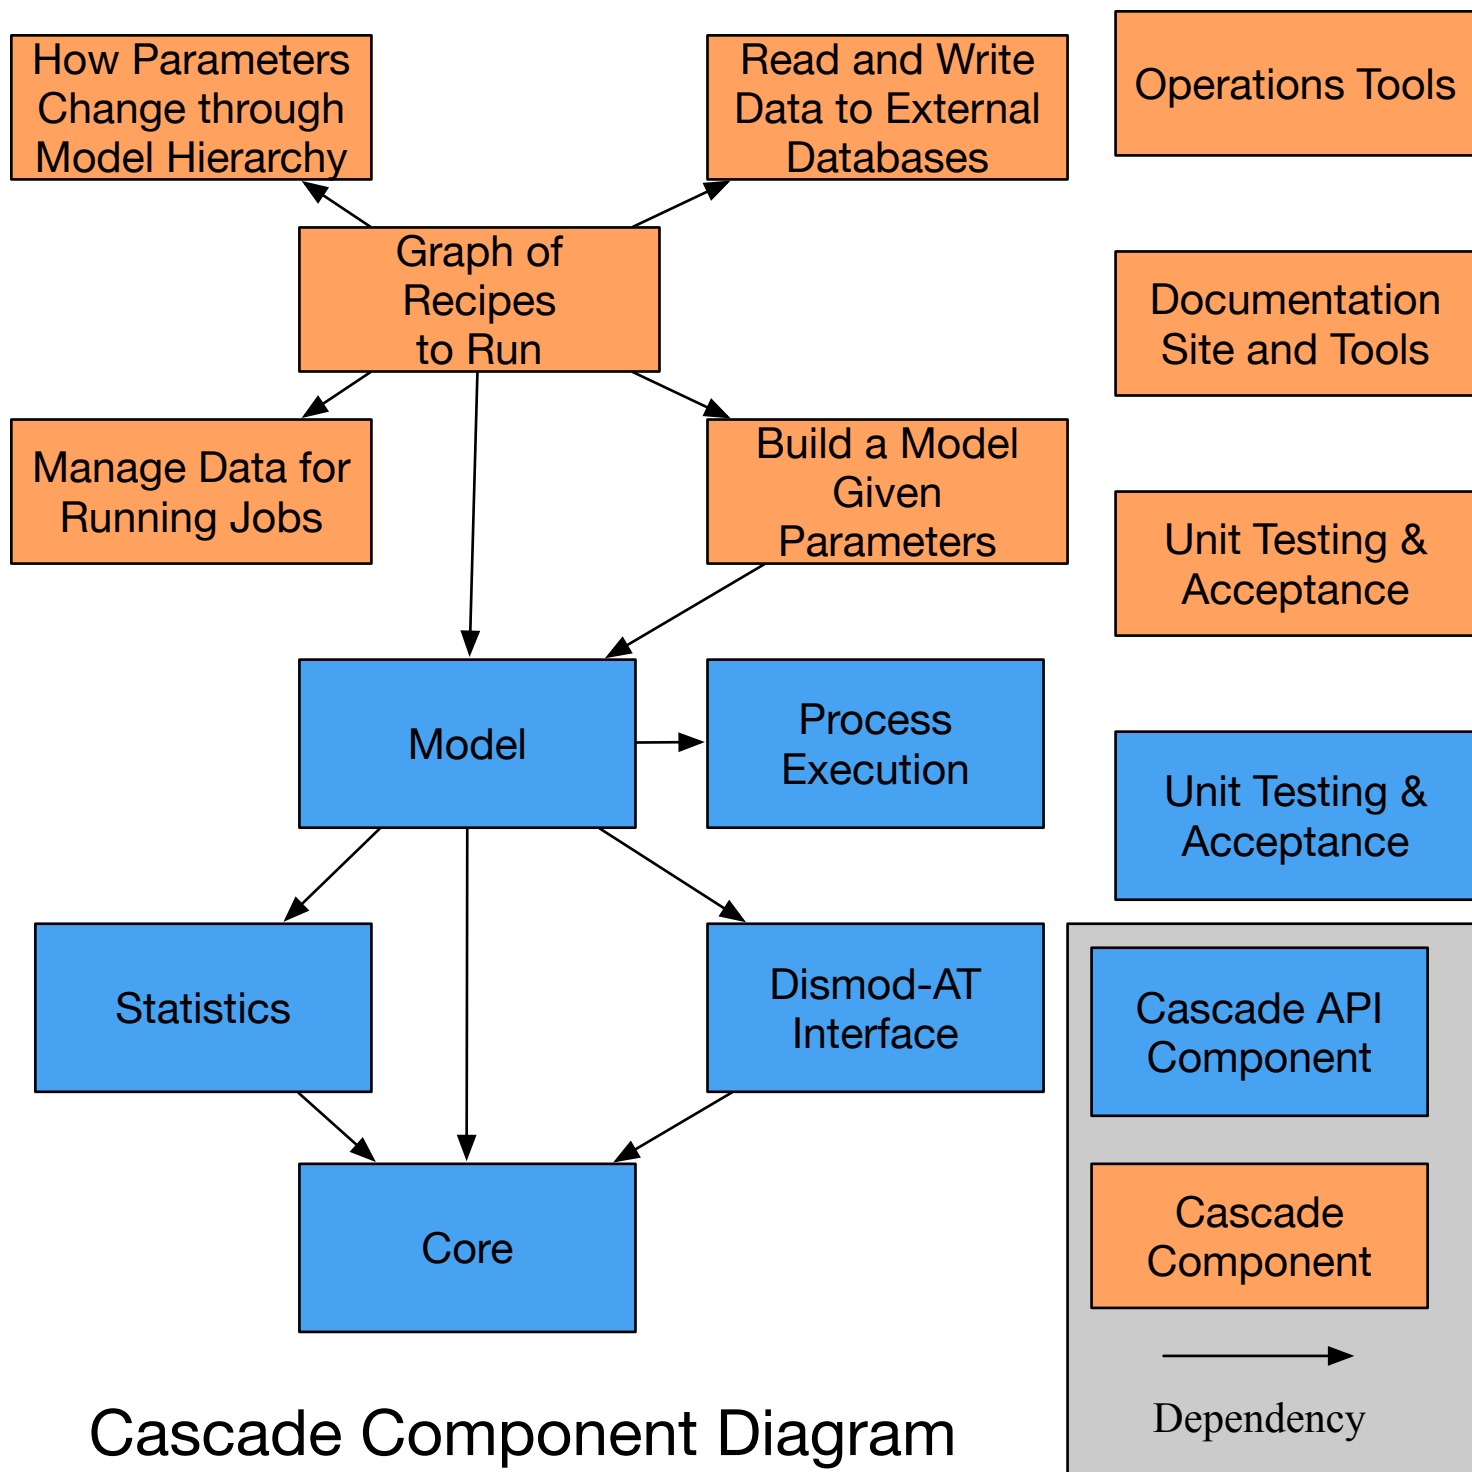 How Parameters
Change through
Model Hierarchy
Read and Write
Data to External
Databases
Operations Tools
Graph of
Recipes
to Run
Documentation
Site and Tools
Manage Data for
Running Jobs
Build a Model
Given
Parameters
Unit Testing &
Acceptance
Model
Process
Execution
Unit Testing &
Acceptance
Statistics
Dismod-AT
Interface
Cascade API
Component
Core
Cascade
Component
Dependency
Cascade Component Diagram